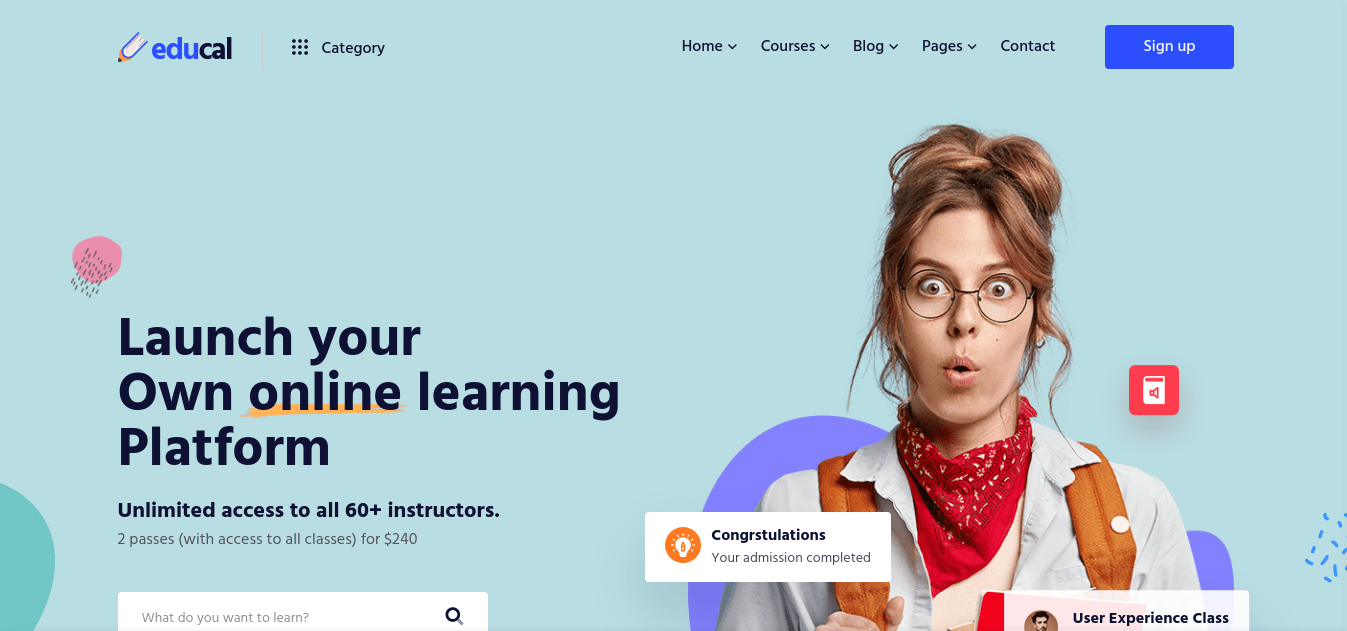 educal
Category
Home
Courses
Blog
Pages
Contact
Sign up
Launch your
Own online learning
Platform
Unlimited access to all 60+ instructors.
2 passes (with access to all classes) for $240
What do you want to learn?
Congrstulations
Your admission completed
User Experience Class